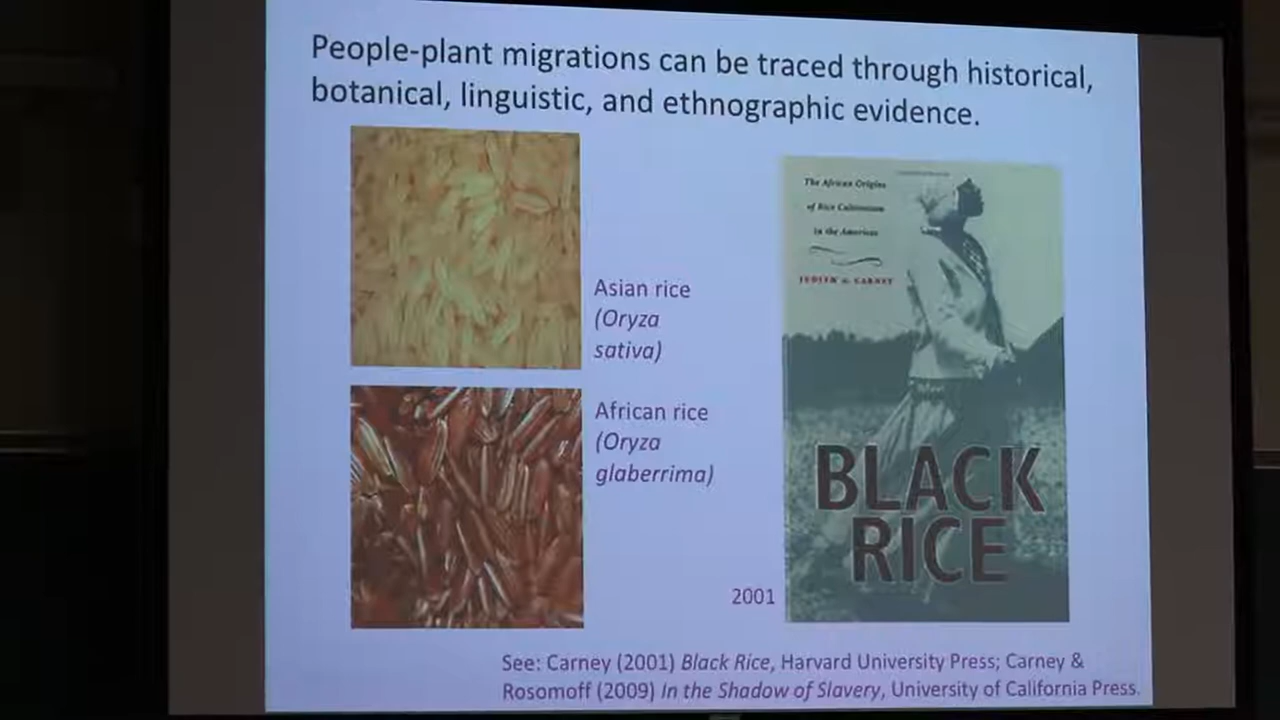 People-plant migrations can be traced through historical,
botanical, linguistic, and ethnographic evidence.
Asian rice
(Oryza
sativa)
African rice
(Oryza
glaberrima)
The African Origins
of Rice Cultivation
in the Americas
JUDITH A. CARNEY
BLACK
RICE
2001
See: Carney (2001) Black Rice, Harvard University Press; Carney &
Rosomoff (2009) In the Shadow of Slavery, University of California Press.